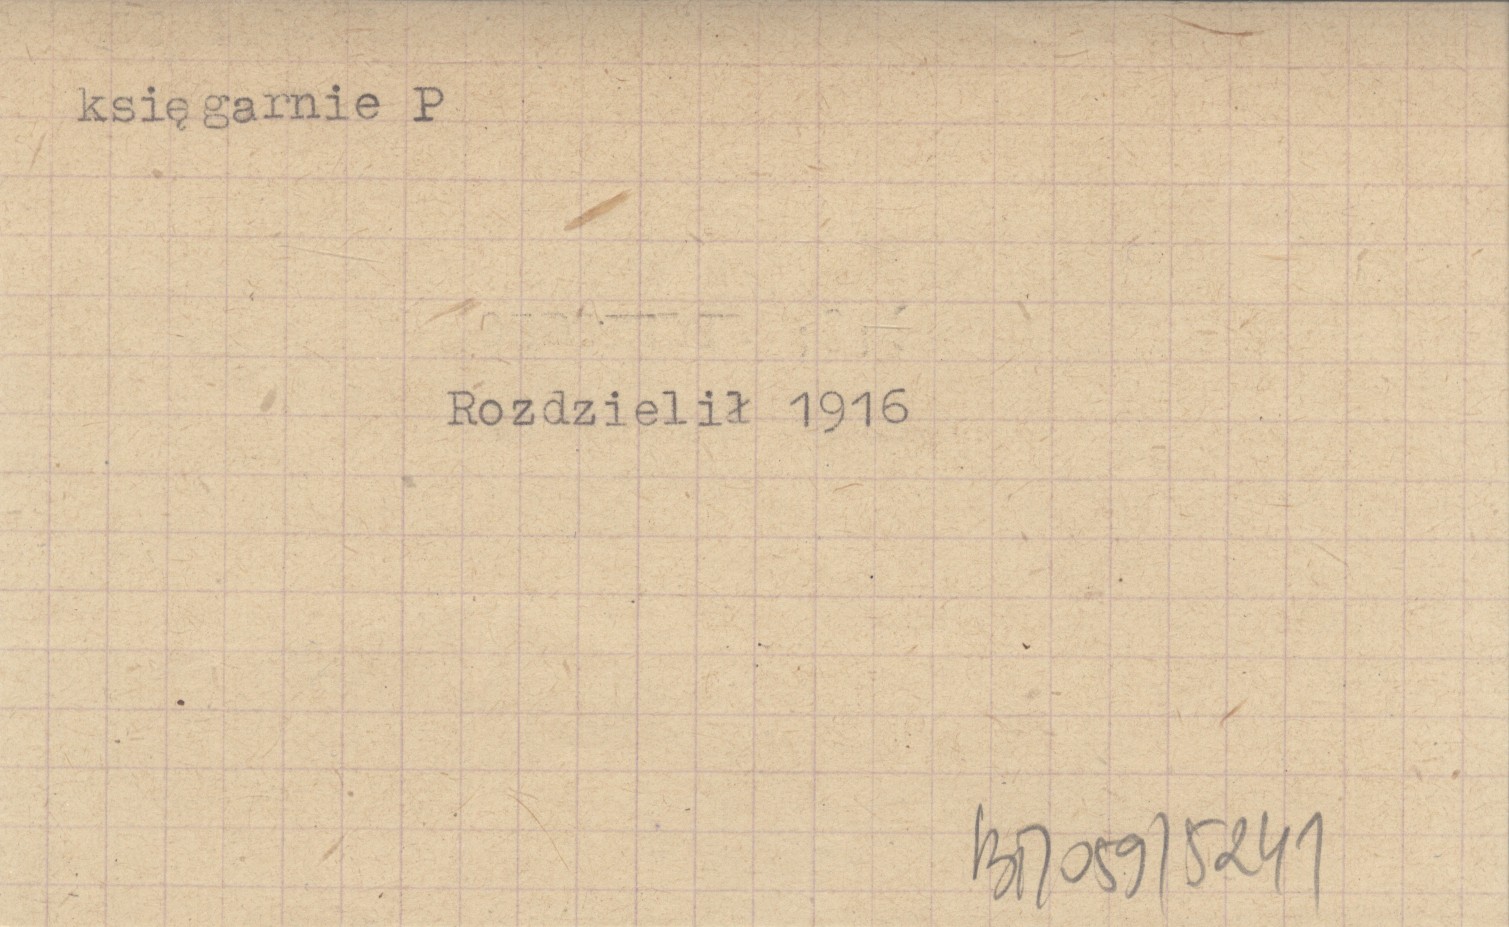 księgarnie P
Rozdzielił 1916